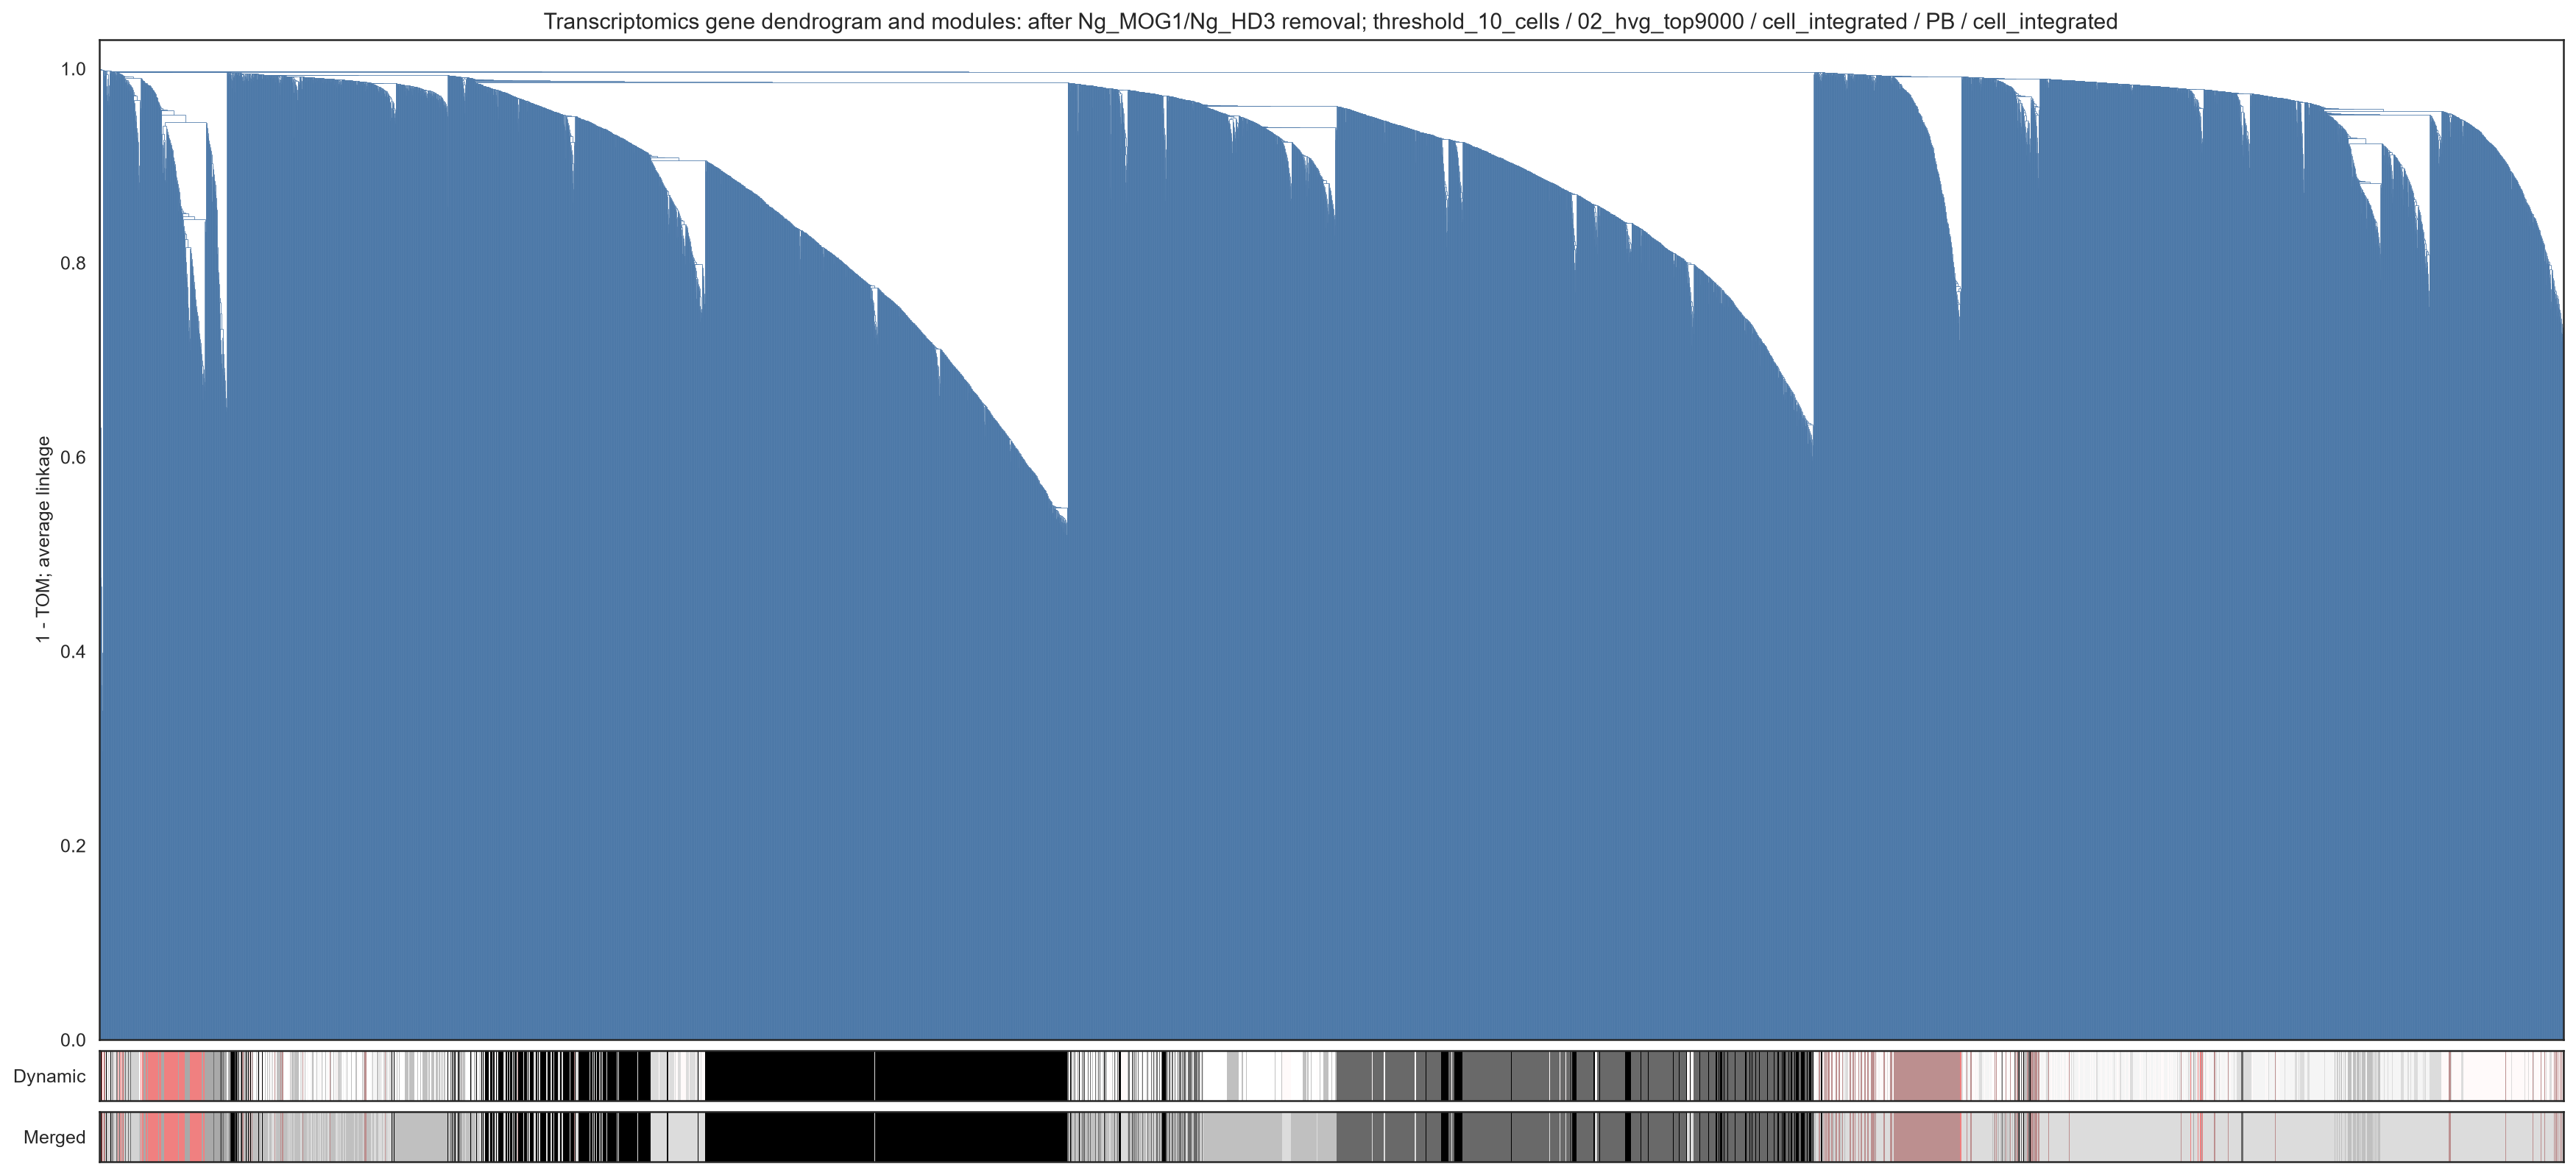 Transcriptomics gene dendrogram and modules: after Ng_MOG1/Ng_HD3 removal; threshold_10_cells / 02_hvg_top9000 / cell_integrated / PB / cell_integrated
1.0
0.8
0.6
0.4
0.2
0.0
1 - TOM; average linkage
Dynamic
Merged